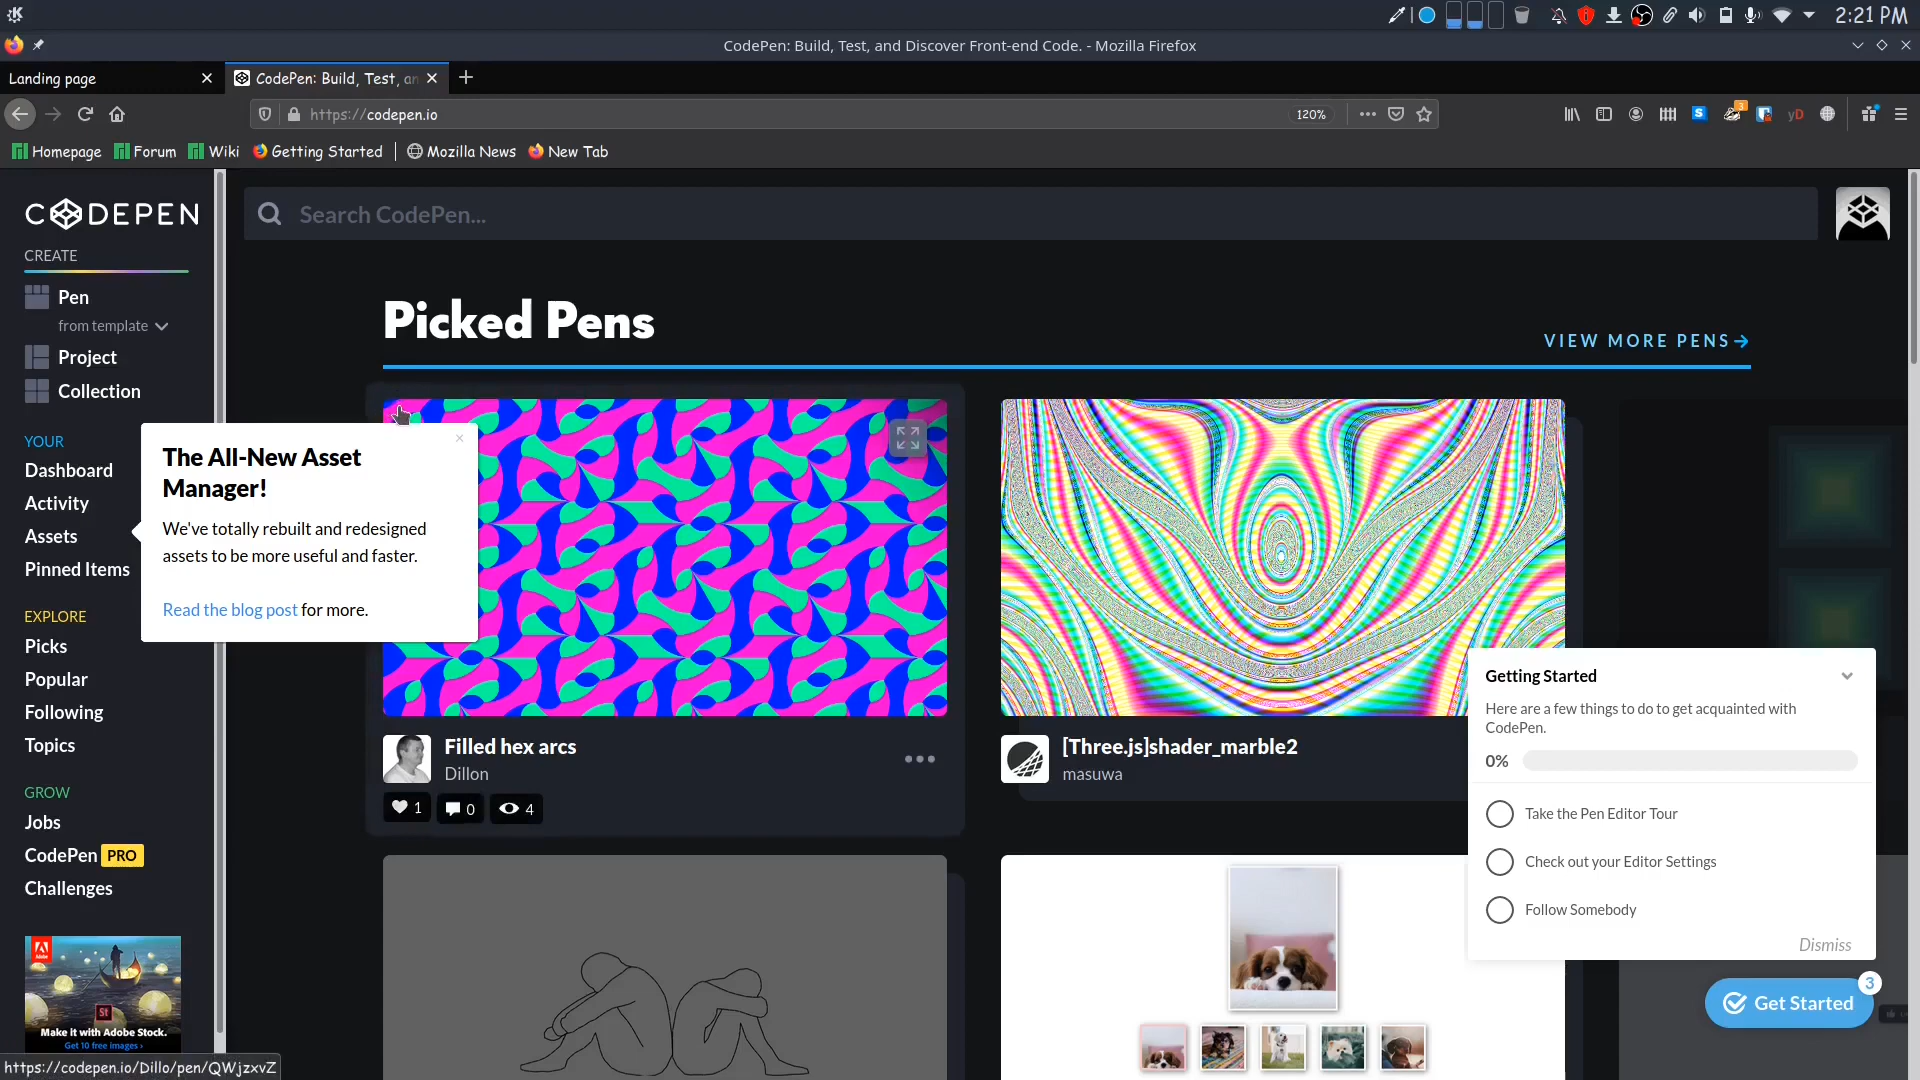 2:21 PM
CodePen: Build, Test, and Discover Front-end Code. - Mozilla Firefox
Landing page
CodePen: Build, Test, an
https://codepen.io
120%
S
3
yD
Homepage
Forum
Wiki
Getting Started
Mozilla News
New Tab
CODEPEN
Search CodePen...
CREATE
Pen
from template
Project
Collection
YOUR
Dashboard
Activity
Assets
Pinned Items
EXPLORE
Picks
Popular
Following
Topics
GROW
Jobs
CodePen PRO
Challenges
St
Make it with Adobe Stock.
Get 10 free images ›
https://codepen.io/Dillo/pen/QWjzxvZ
Picked Pens
VIEW MORE PENS
The All-New Asset
Manager!
We've totally rebuilt and redesigned
assets to be more useful and faster.
Read the blog post for more.
Filled hex arcs
Dillon
1
0
4
[Three.js]shader_marble2
masuwa
Getting Started
Here are a few things to do to get acquainted with
CodePen.
0%
Take the Pen Editor Tour
Check out your Editor Settings
Follow Somebody
Dismiss
Get Started
3